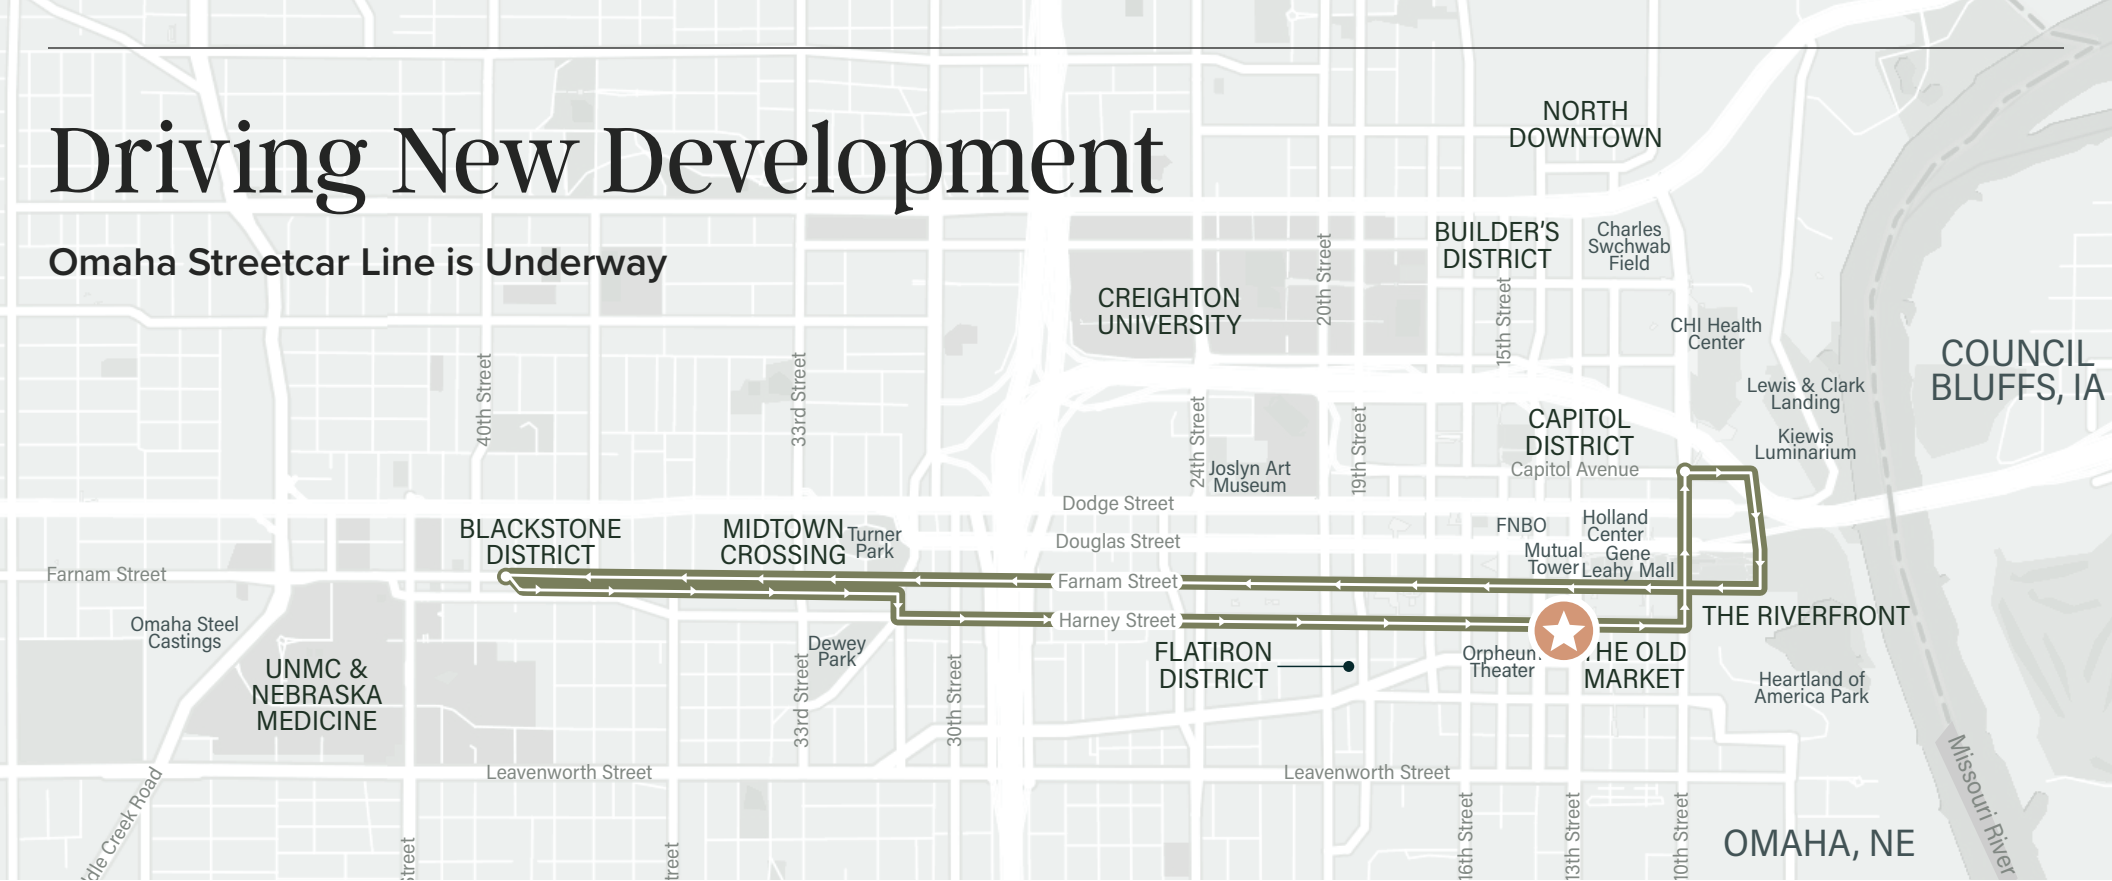 Driving New Development
Omaha Streetcar Line is Underway
NORTH
DOWNTOWN
BUILDER'S
DISTRICT
Charles
Swchwab
Field
20th Street
15th Street
CREIGHTON
UNIVERSITY
CHI Health
Center
COUNCIL
BLUFFS, IA
Lewis & Clark
Landing
Kiewis
Luminarium
40th Street
33rd Street
24th Street
19th Street
CAPITOL
DISTRICT
Capitol Avenue
Joslyn Art
Museum
Dodge Street
Douglas Street
FNBO
Holland
Center
Mutual
Tower
Gene
Leahy Mall
BLACKSTONE
DISTRICT
MIDTOWN
CROSSING
Turner
Park
Farnam Street
Farnam Street
Harney Street
THE RIVERFRONT
Omaha Steel
Castings
UNMC &
NEBRASKA
MEDICINE
Dewey
Park
33rd Street
30th Street
FLATIRON
DISTRICT
Orpheum
Theater
THE OLD
MARKET
Heartland of
America Park
Leavenworth Street
Leavenworth Street
Missouri River
ddle Creek Road
Street
treet
16th Street
13th Street
10th Street
OMAHA, NE